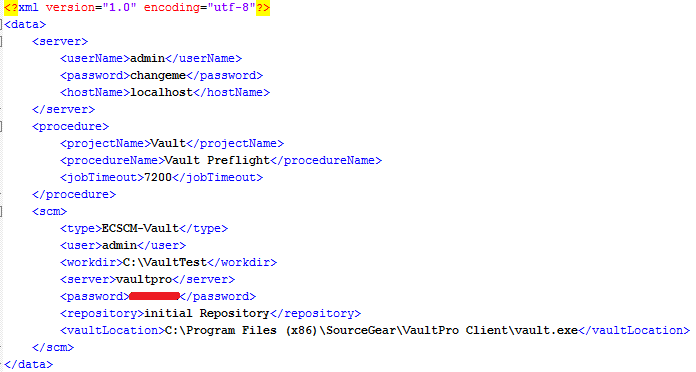 <?xml version="1.0" encoding="utf-8"?>
<data>
<server>
<userName>admin</userName>
<password>changeme</password>
<hostName>localhost</hostName>
</server>
<procedure>
<projectName>Vault</projectName>
<procedureName>Vault Preflight</procedureName>
<jobTimeout>7200</jobTimeout>
</procedure>
<scm>
<type>ECSCM-Vault</type>
<user>admin</user>
<workdir>C:\VaultTest</workdir>
<server>vaultpro</server>
<password></password>
<repository>initial Repository</repository>
<vaultLocation>C:\Program Files (x86)\SourceGear\VaultPro Client\vault.exe</vaultLocation>
</scm>
</data>